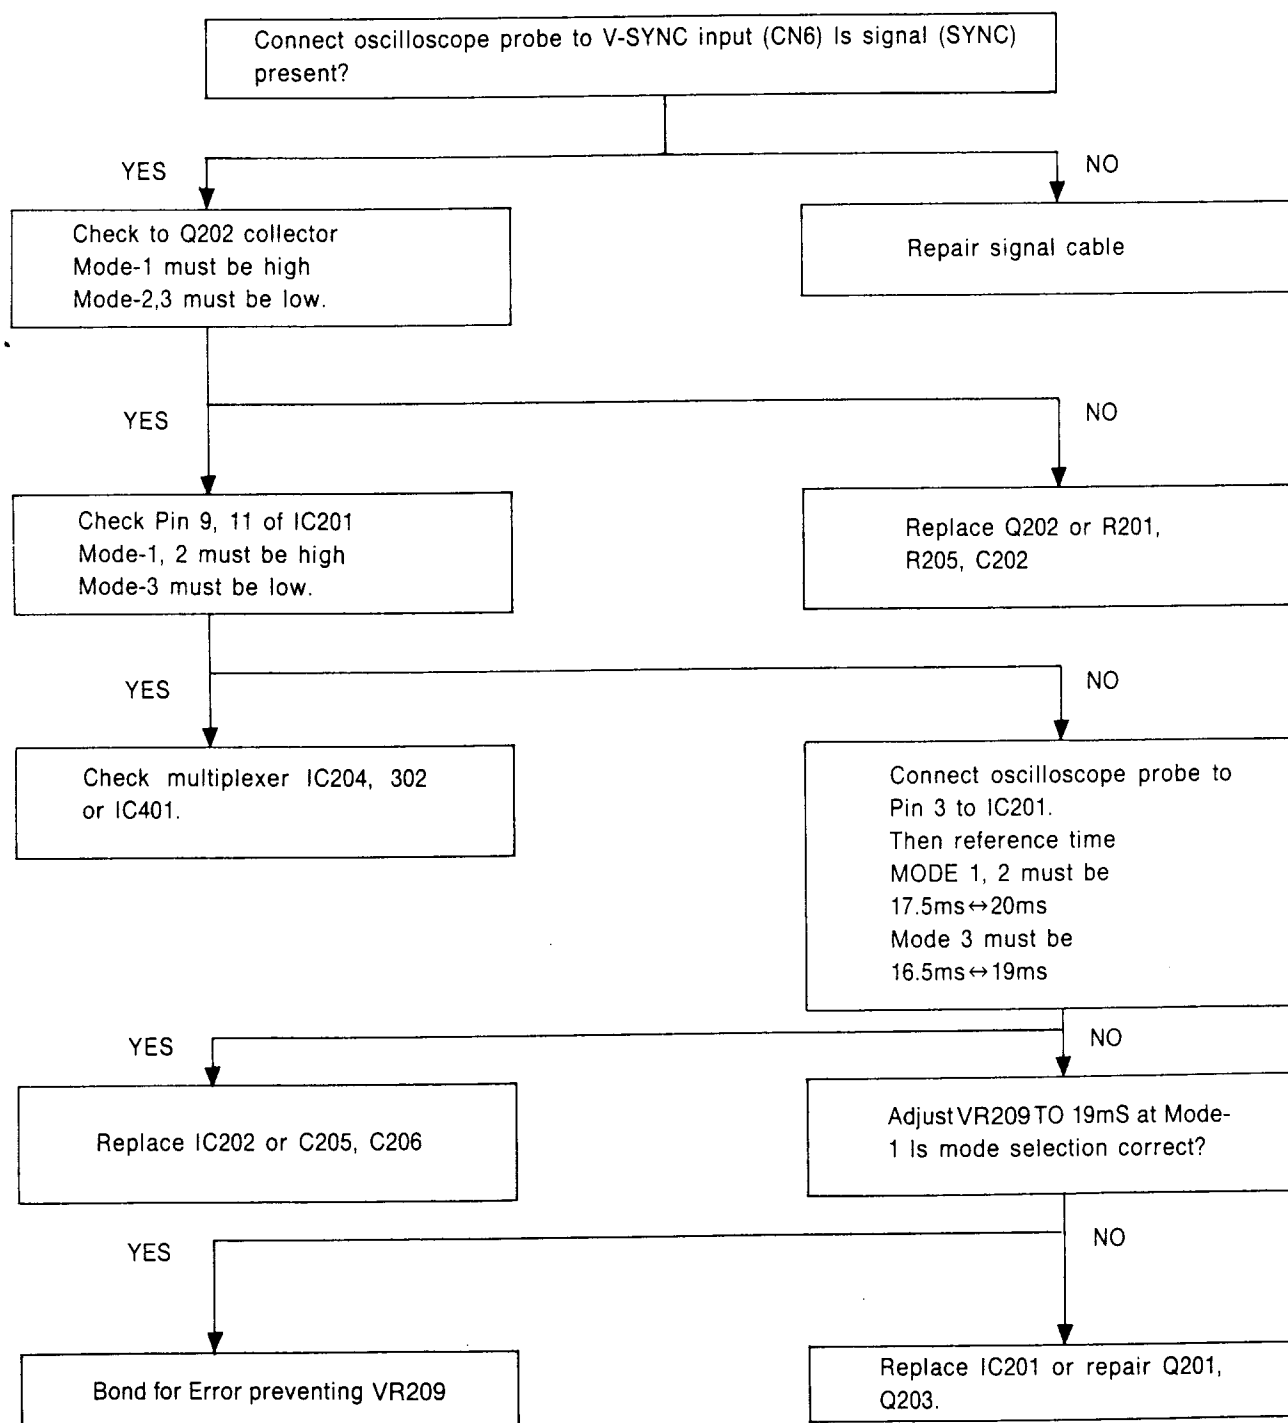 Connect oscilloscope probe to V-SYNC input (CN6) Is signal (SYNC)
present?
YES
NO
Check to Q202 collector
Mode-1 must be high
Mode-2,3 must be low.
Repair signal cable
YES
NO
Check Pin 9, 11 of IC201
Mode-1, 2 must be high
Mode-3 must be low.
Replace Q202 or R201,
R205, C202
YES
NO
Check multiplexer IC204, 302
or IC401.
Connect oscilloscope probe to
Pin 3 to IC201.
Then reference time
MODE 1, 2 must be
17.5ms↔20ms
Mode 3 must be
16.5ms↔19ms
YES
NO
Replace IC202 or C205, C206
Adjust VR209 TO 19mS at Mode-
1 Is mode selection correct?
YES
NO
Bond for Error preventing VR209
Replace IC201 or repair Q201,
Q203.